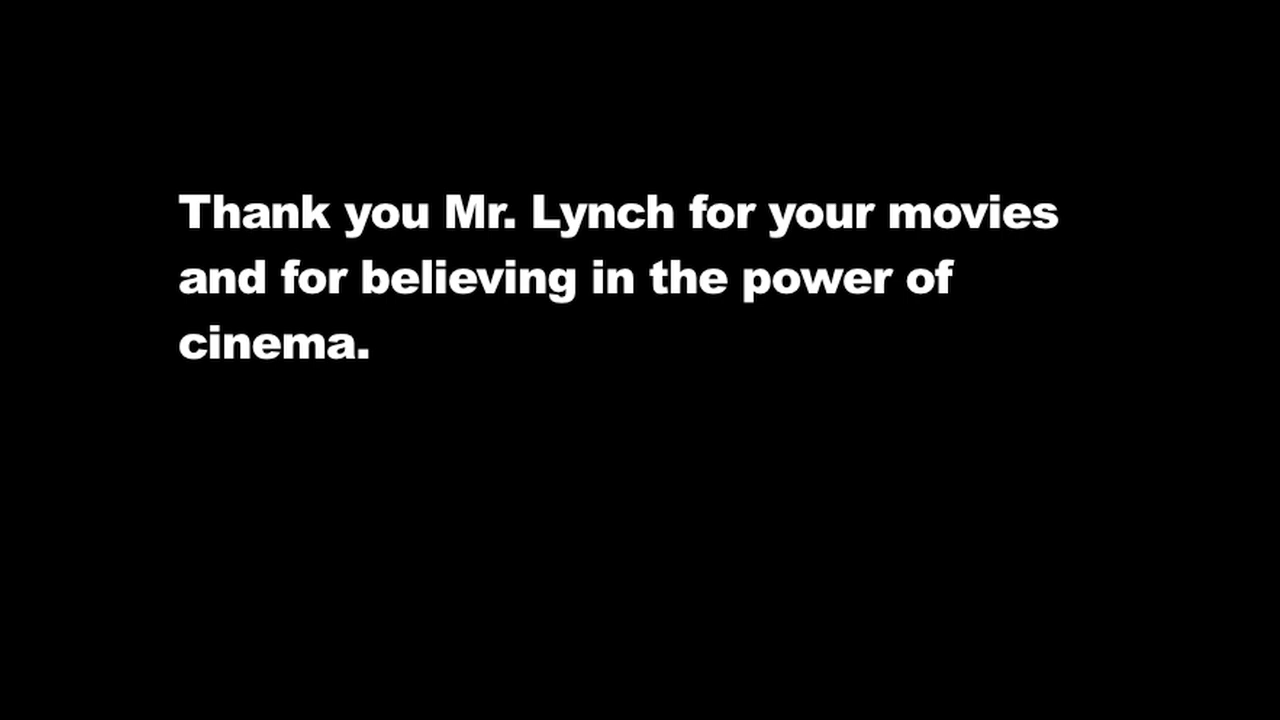 Thank you Mr. Lynch for your movies
and for believing in the power of
cinema.